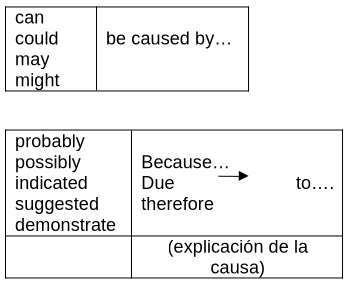 can
could
may
might
be caused by…
probably
possibly
indicated
suggested
demonstrate
Because…
Due to….
therefore
(explicación de la
causa)